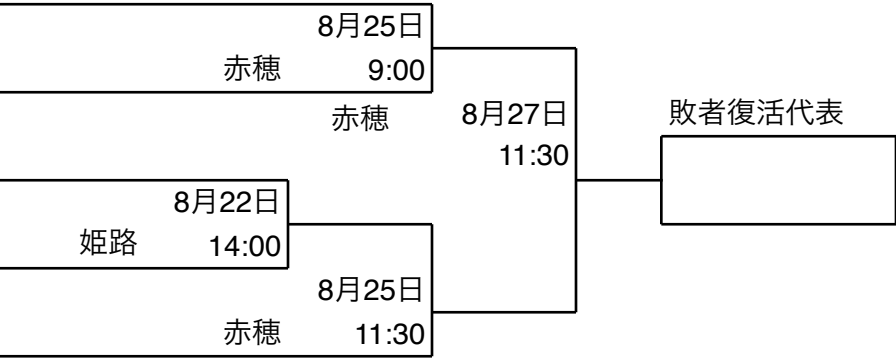 8月25日
赤穂 9:00
赤穂 8月27日
11:30
敗者復活代表
8月22日
姫路 14:00
8月25日
赤穂 11:30